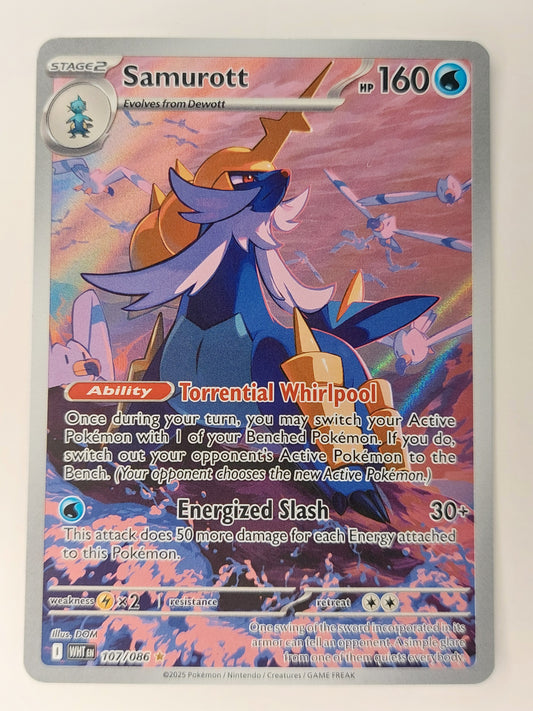 STAGE2
Samurott
HP 160
Evolves from Dewott
Ability Torrential Whirlpool
Once during your turn, you may switch your Active
Pokémon with 1 of your Benched Pokémon. If you do,
switch out your opponent's Active Pokémon to the
Bench. (Your opponent chooses the new Active Pokémon.)
Energized Slash 30+
This attack does 50 more damage for each Energy attached
to this Pokémon.
weakness ×2 resistance retreat
Illus. DOM
One swing of the sword incorporated in its
armor can fell an opponent. A simple glare
from one of them quiets everybody.
I WHT EN 107/086
©2025 Pokémon / Nintendo / Creatures / GAME FREAK